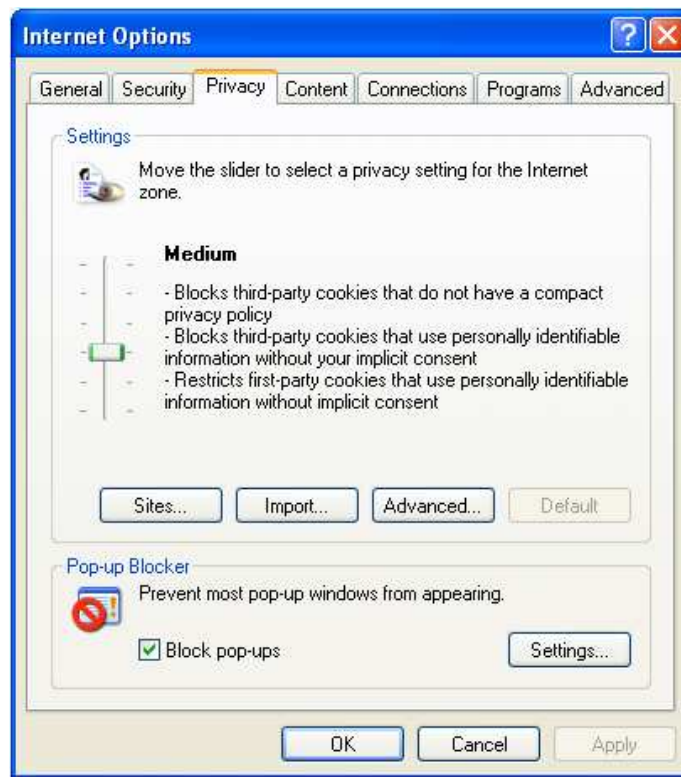 Internet Options
General Security Privacy Content Connections Programs Advanced
Settings
Move the slider to select a privacy setting for the Internet
zone.
Medium
- Blocks third-party cookies that do not have a compact
privacy policy
- Blocks third-party cookies that use personally identifiable
information without your implicit consent
- Restricts first-party cookies that use personally identifiable
information without implicit consent
Sites... Import... Advanced... Default
Pop-up Blocker
Prevent most pop-up windows from appearing.
Block pop-ups Settings...
OK Cancel Apply